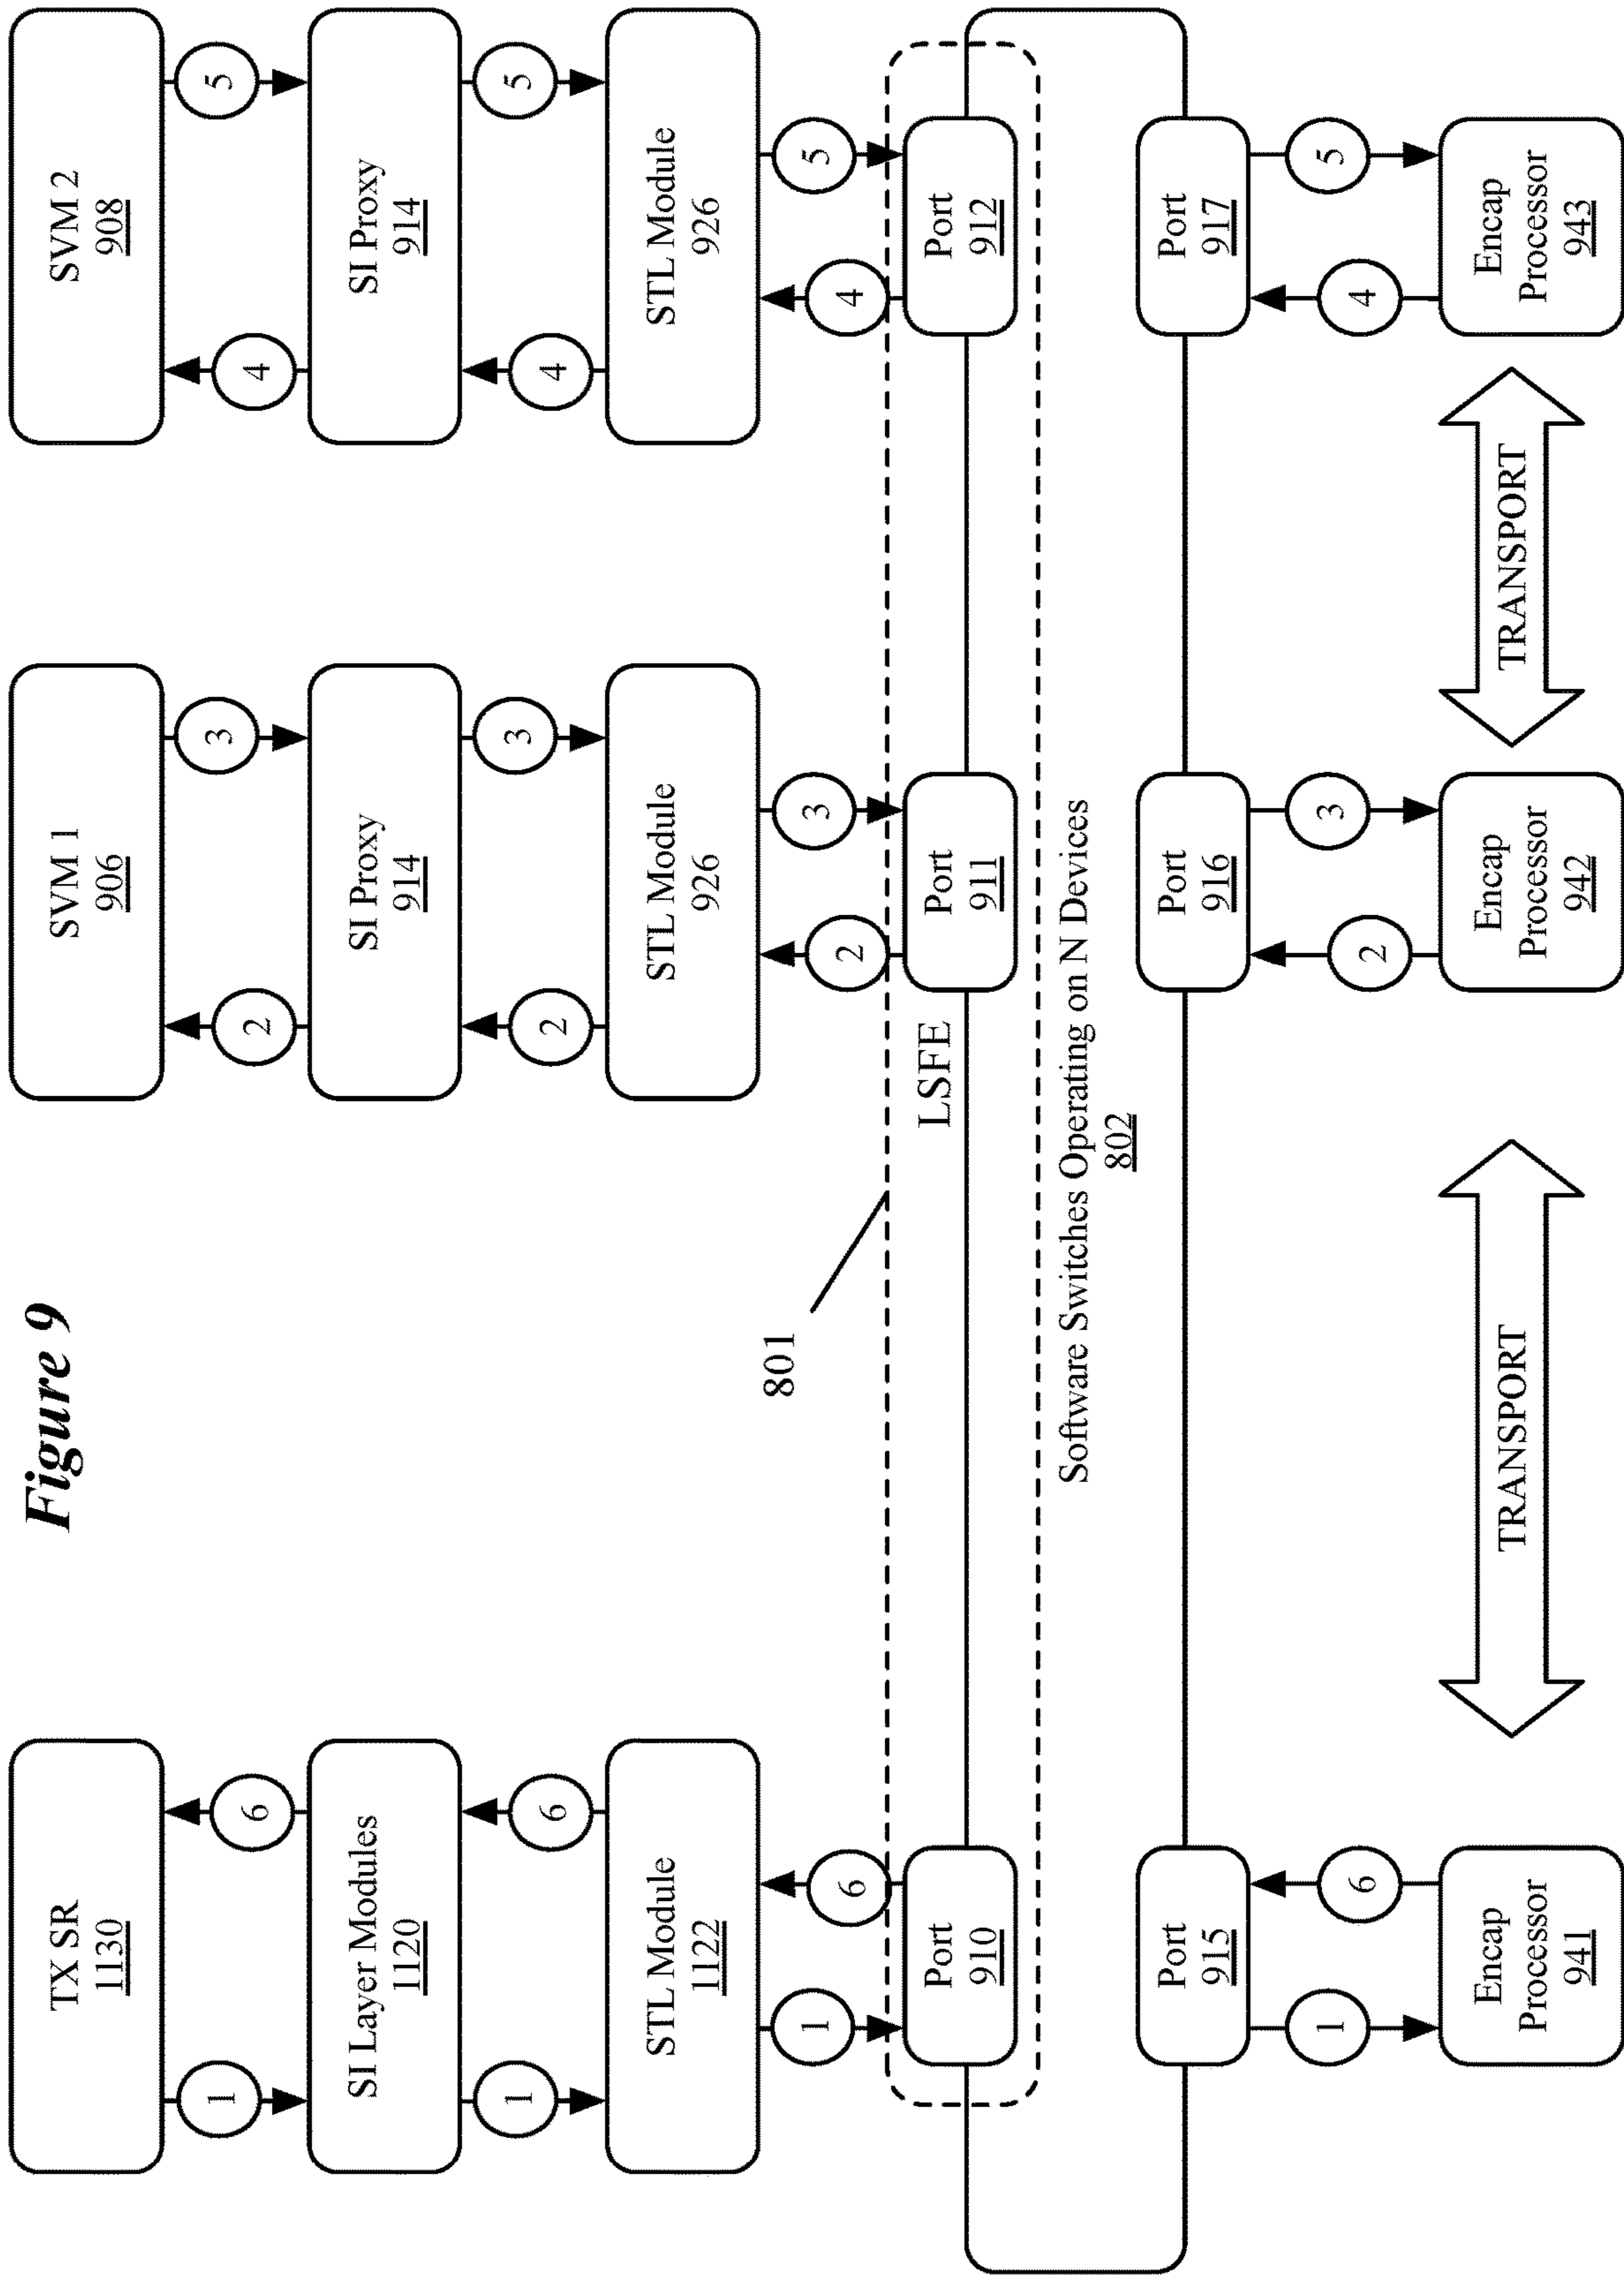 Figure 9
TX SR
1130
SVM 1
906
SVM 2
908
1
6
2
3
4
5
SI Layer Modules
1120
SI Proxy
914
SI Proxy
914
1
6
2
3
4
5
STL Module
1122
STL Module
926
STL Module
926
801
1
6
2
3
4
5
Port
910
LSFE
Port
911
Port
912
Software Switches Operating on N Devices
802
Port
915
Port
916
Port
917
1
6
2
3
4
5
Encap
Processor
941
TRANSPORT
Encap
Processor
942
TRANSPORT
Encap
Processor
943